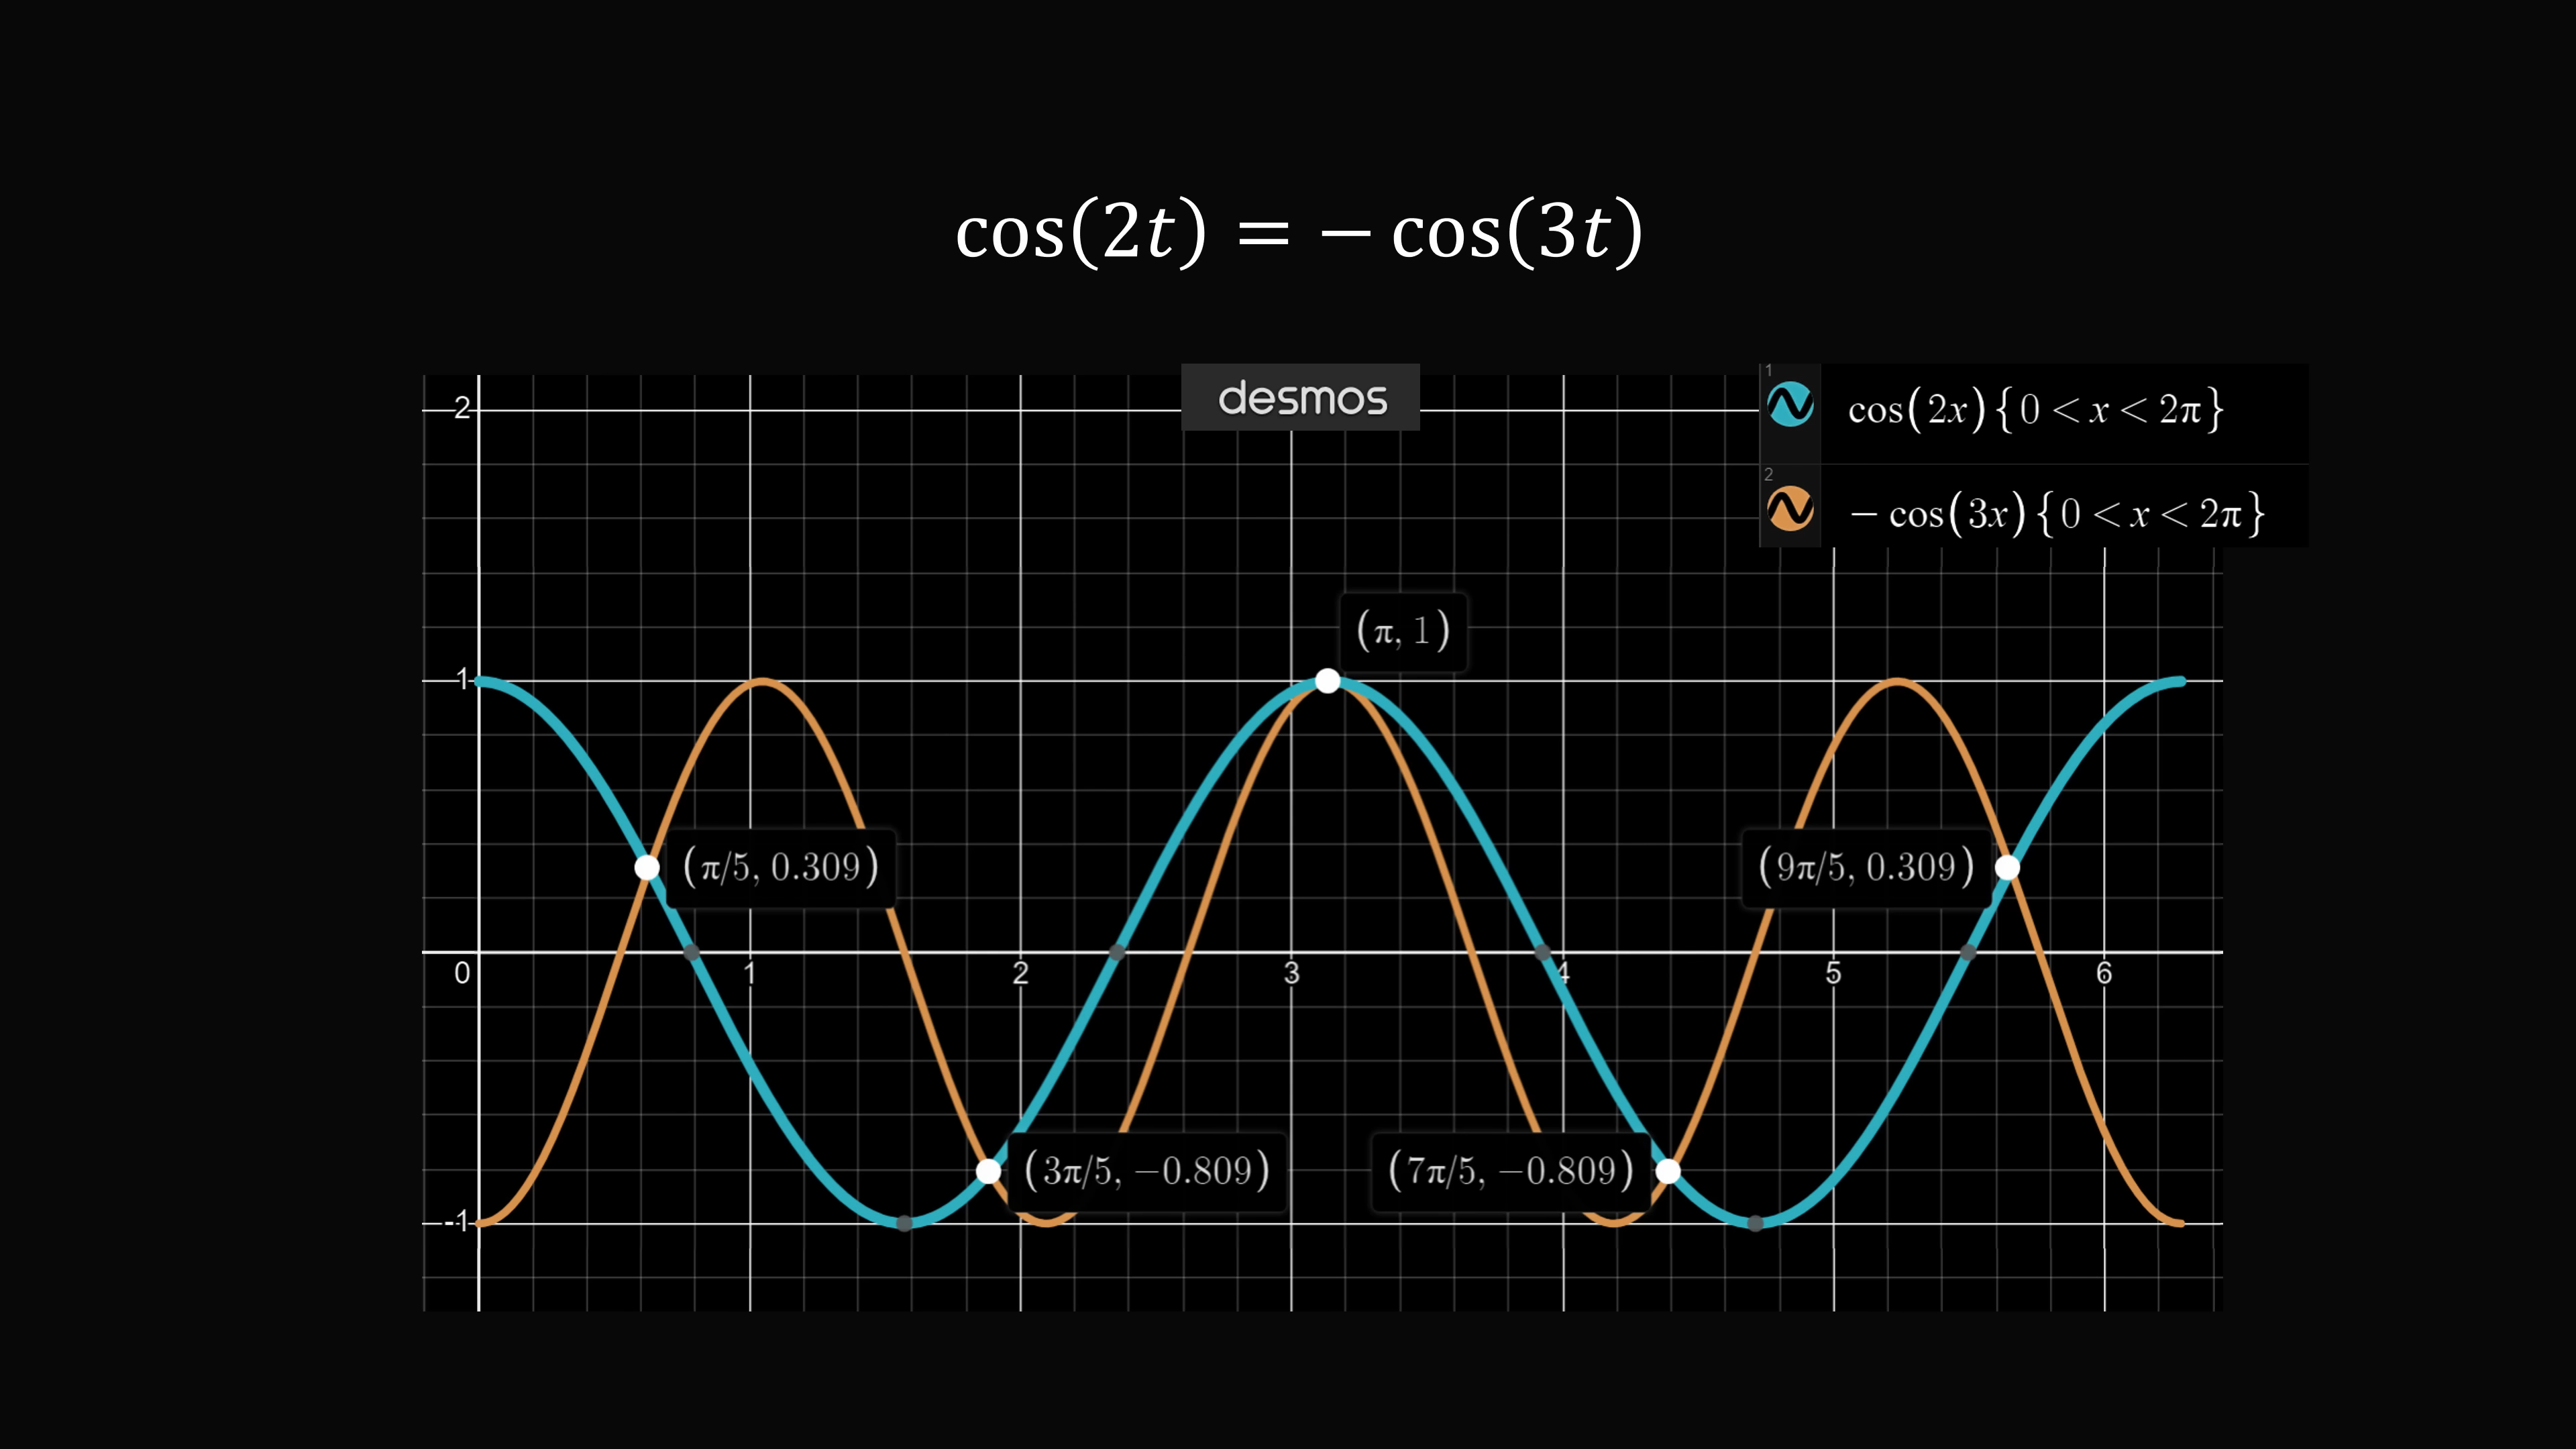 cos(2t) = − cos(3t)
desmos
1
cos(2x){0 < x < 2π}
2
− cos(3x){0 < x < 2π}
2
(π, 1)
1
(π/5, 0.309)
(9π/5, 0.309)
0 1 2 3 4 5 6
(3π/5, −0.809)
(7π/5, −0.809)
-1